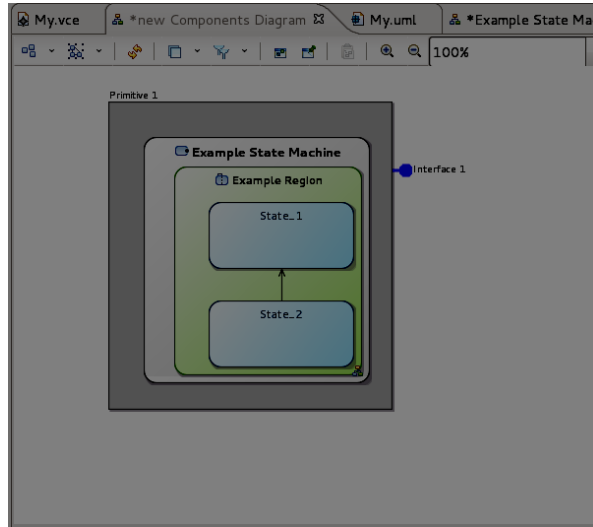 My.vce
*new Components Diagram
My.uml
*Example State Ma
100%
Primitive 1
Example State Machine
Interface 1
Example Region
State_1
State_2